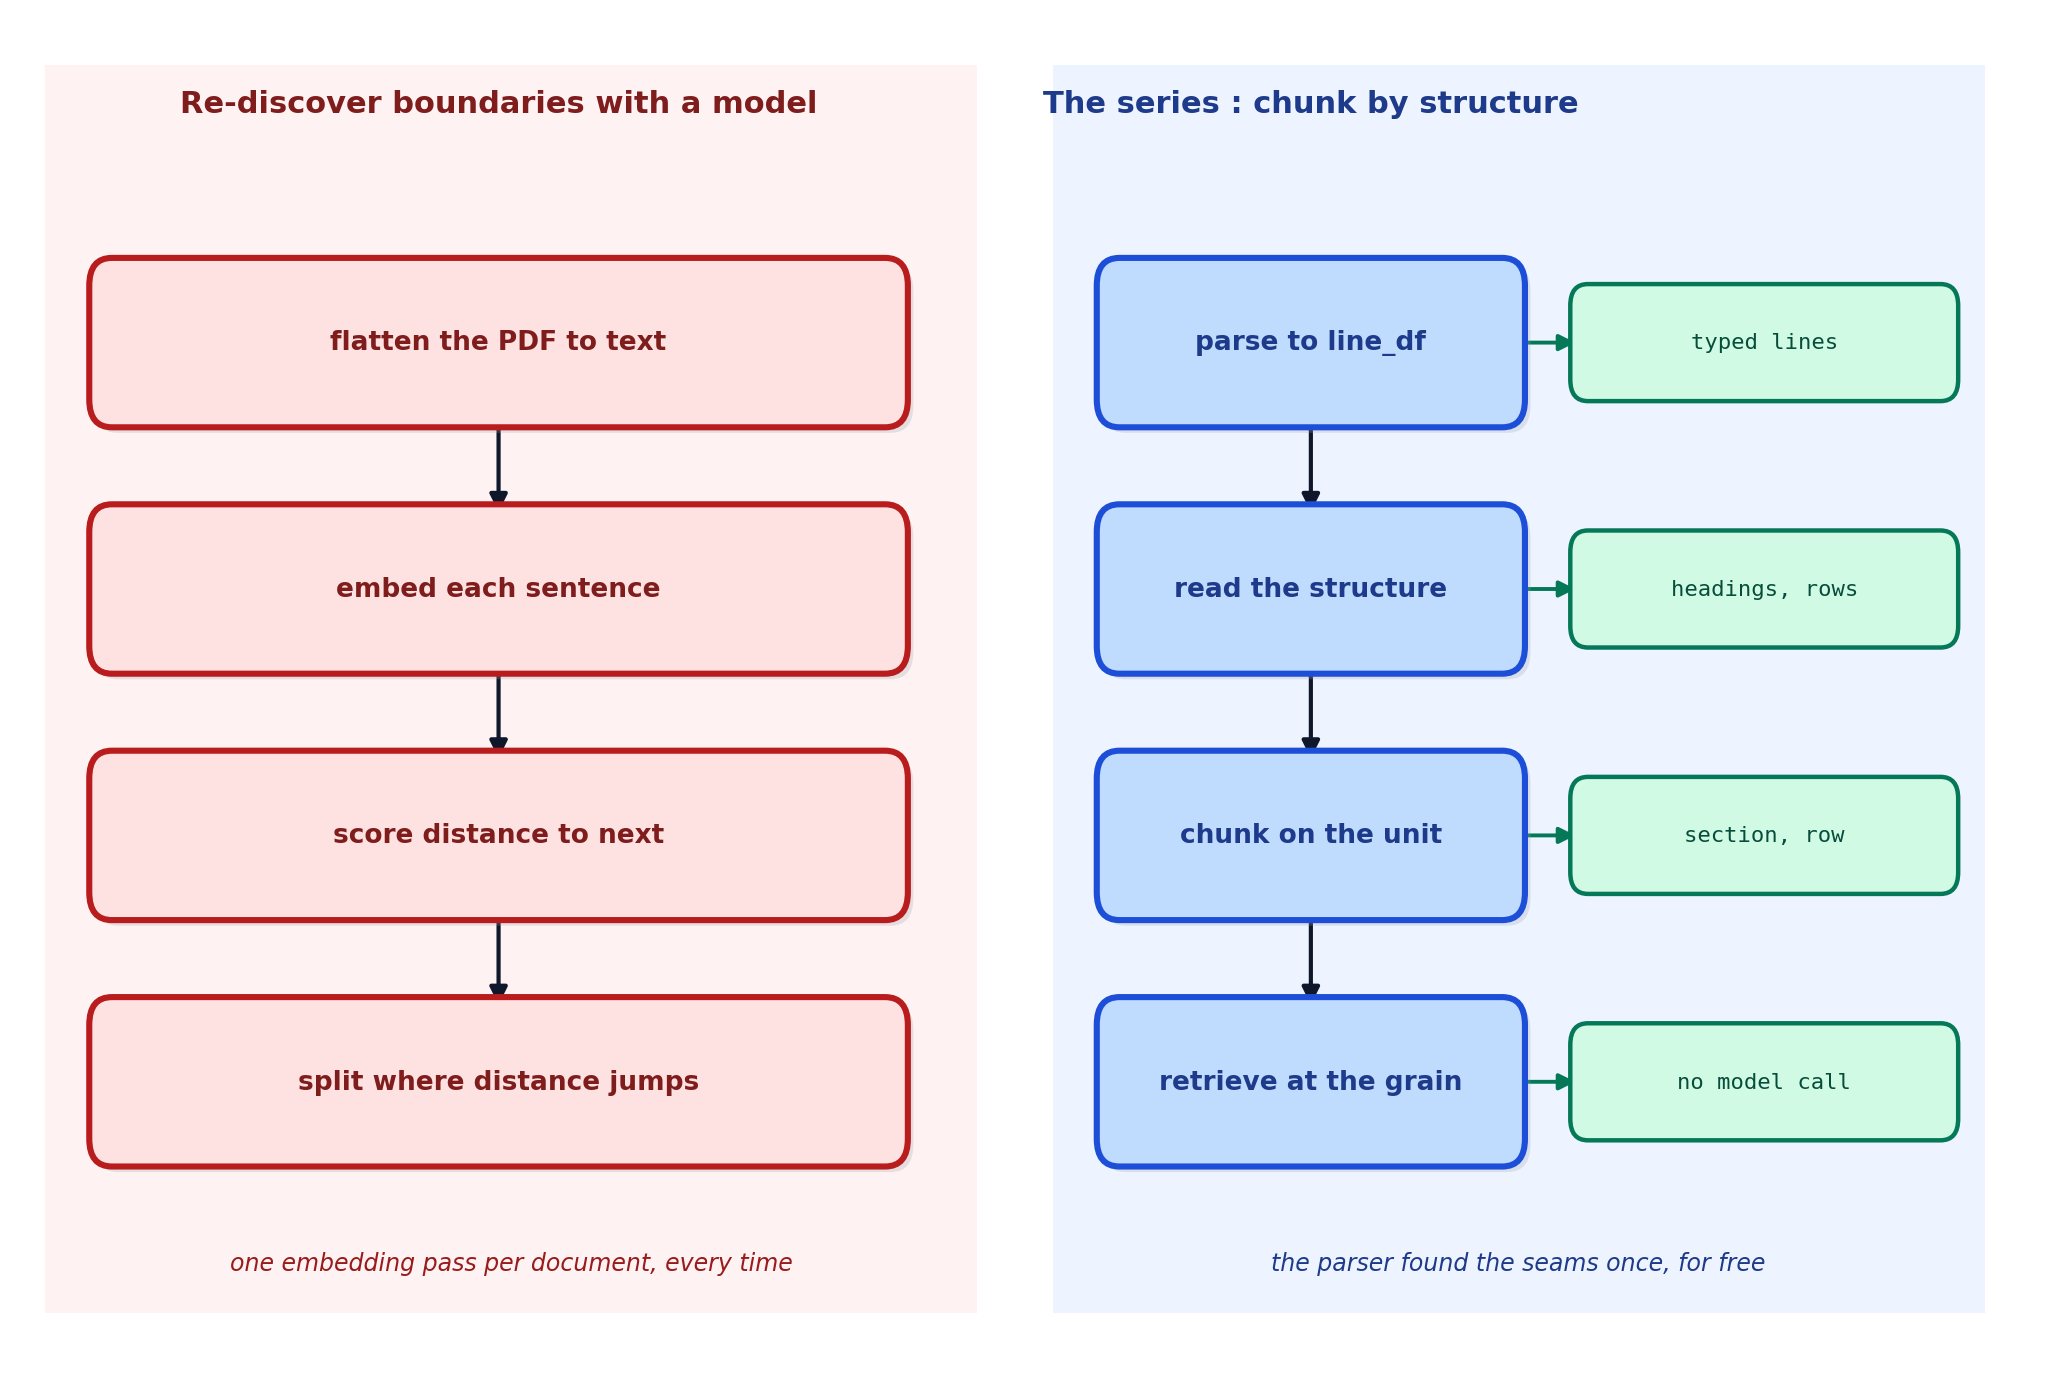 Re-discover boundaries with a model
flatten the PDF to text
embed each sentence
score distance to next
split where distance jumps
one embedding pass per document, every time
The series : chunk by structure
parse to line_df
typed lines
read the structure
headings, rows
chunk on the unit
section, row
retrieve at the grain
no model call
the parser found the seams once, for free